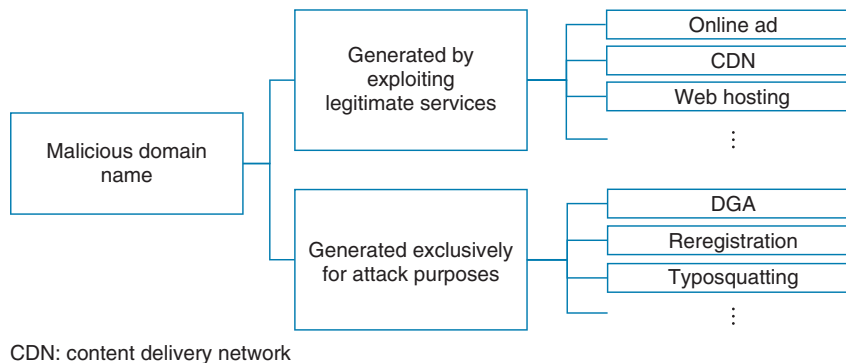 Malicious domain
name
Generated by
exploiting
legitimate services
Online ad
CDN
Web hosting
⋮
Generated exclusively
for attack purposes
DGA
Reregistration
Typosquatting
⋮
CDN: content delivery network